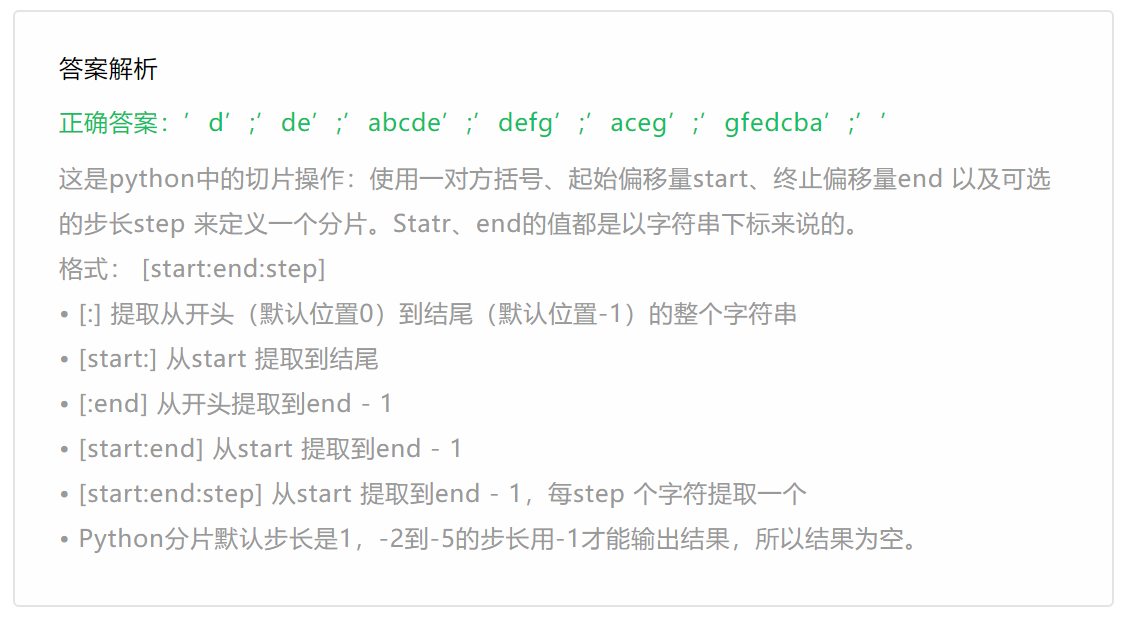 答案解析
正确答案：′ d′ ;′ de′ ;′ abcde′ ;′ defg′ ;′ aceg′ ;′ gfedcba′ ;′ ′
这是python中的切片操作：使用一对方括号、起始偏移量start、终止偏移量end 以及可选
的步长step 来定义一个分片。Statr、end的值都是以字符串下标来说的。
格式： [start:end:step]
• [:] 提取从开头（默认位置0）到结尾（默认位置-1）的整个字符串
• [start:] 从start 提取到结尾
• [:end] 从开头提取到end - 1
• [start:end] 从start 提取到end - 1
• [start:end:step] 从start 提取到end - 1，每step 个字符提取一个
• Python分片默认步长是1，-2到-5的步长用-1才能输出结果，所以结果为空。